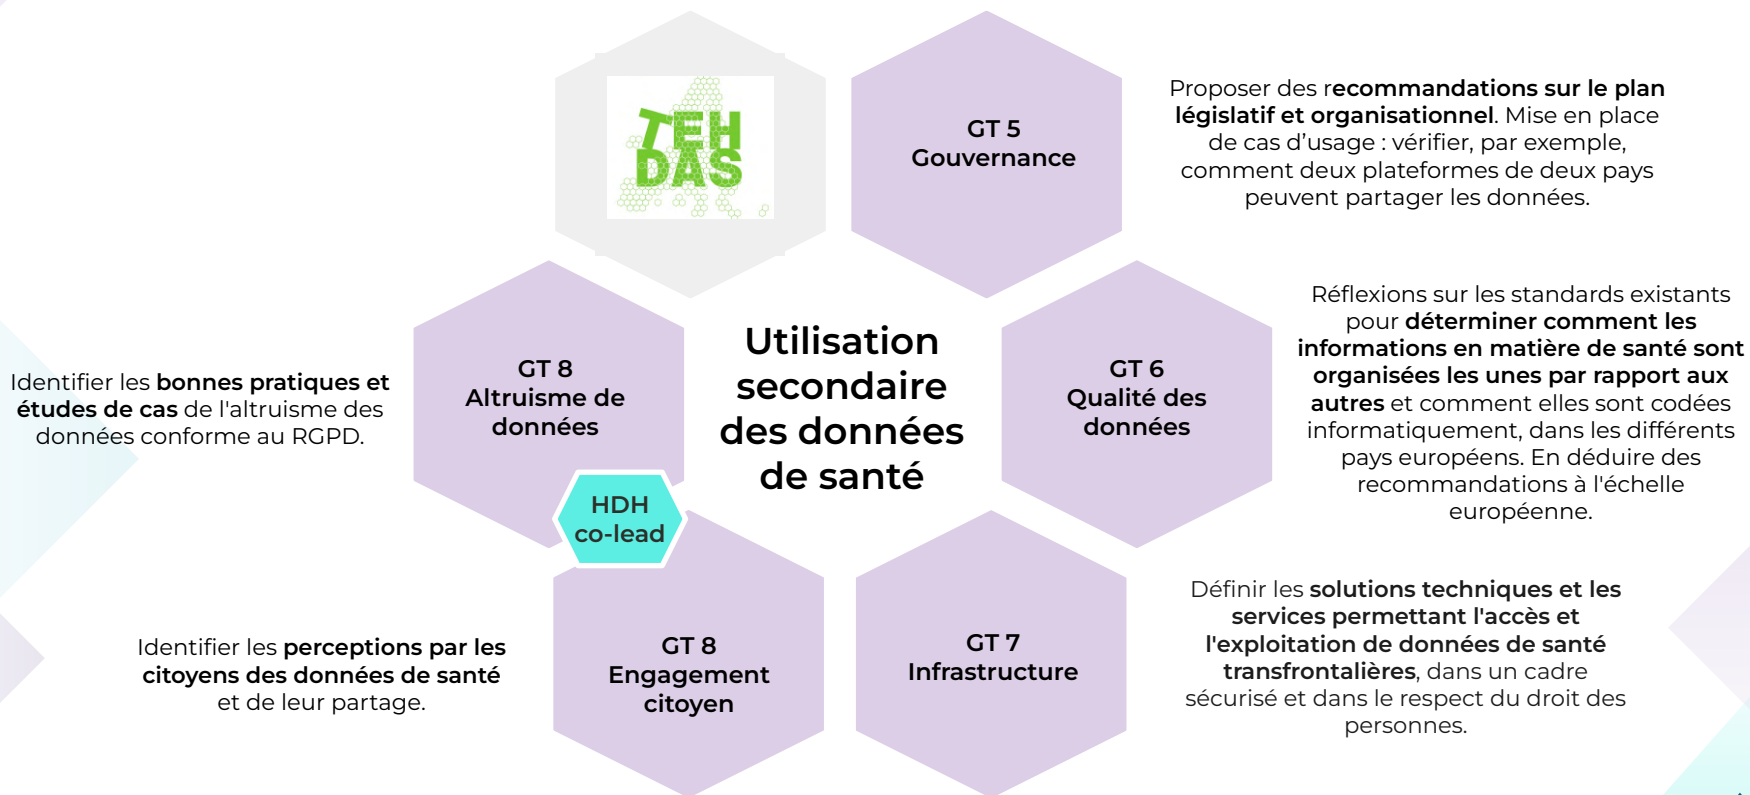 TEH
DAS
GT 5
Gouvernance
Proposer des recommandations sur le plan
législatif et organisationnel. Mise en place
de cas d’usage : vérifier, par exemple,
comment deux plateformes de deux pays
peuvent partager les données.
Utilisation
secondaire
des données
de santé
GT 6
Qualité des
données
Réflexions sur les standards existants
pour déterminer comment les
informations en matière de santé sont
organisées les unes par rapport aux
autres et comment elles sont codées
informatiquement, dans les différents
pays européens. En déduire des
recommandations à l'échelle
européenne.
GT 7
Infrastructure
Définir les solutions techniques et les
services permettant l'accès et
l'exploitation de données de santé
transfrontalières, dans un cadre
sécurisé et dans le respect du droit des
personnes.
GT 8
Altruisme de
données
Identifier les bonnes pratiques et
études de cas de l'altruisme des
données conforme au RGPD.
HDH
co-lead
GT 8
Engagement
citoyen
Identifier les perceptions par les
citoyens des données de santé
et de leur partage.